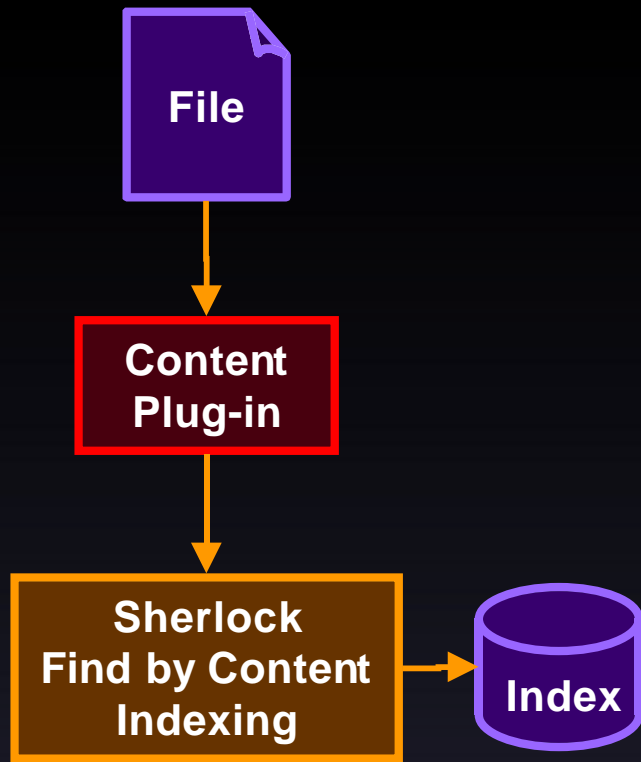 File
Content
Plug-in
Sherlock
Find by Content
Indexing
Index